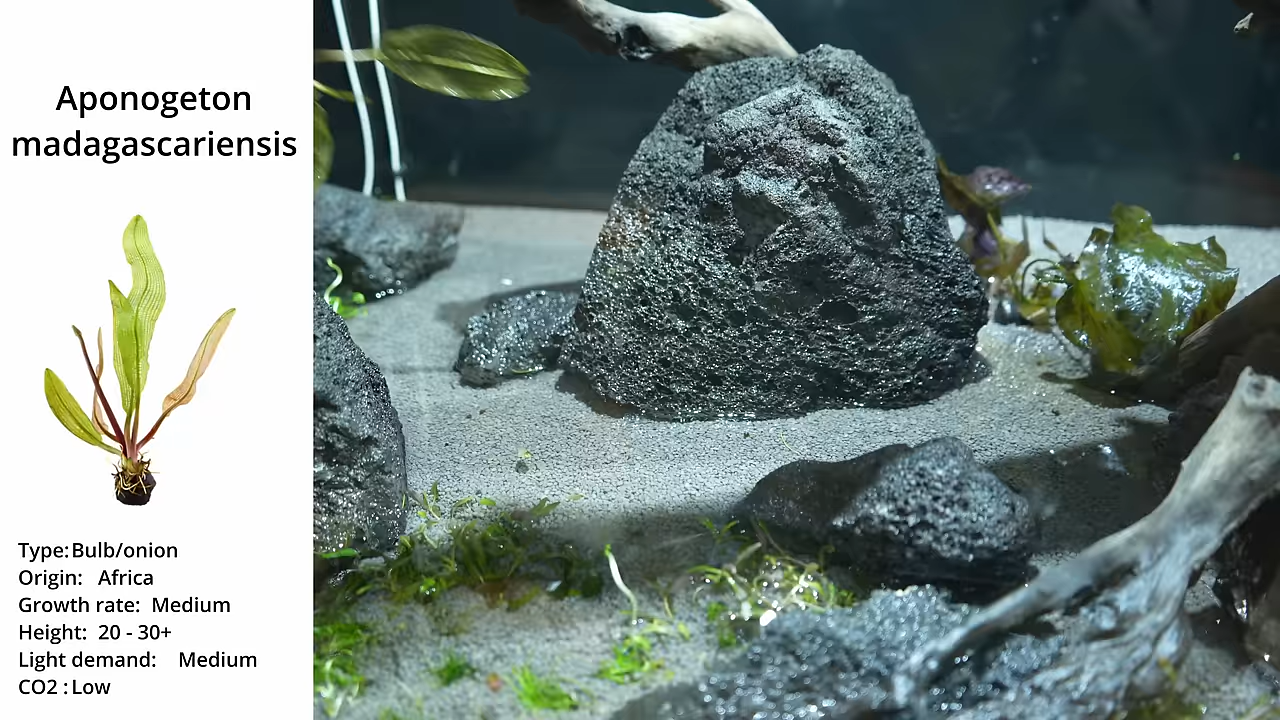 Aponogeton
madagascariensis
Type: Bulb/onion
Origin: Africa
Growth rate: Medium
Height: 20 - 30+
Light demand: Medium
CO2 : Low